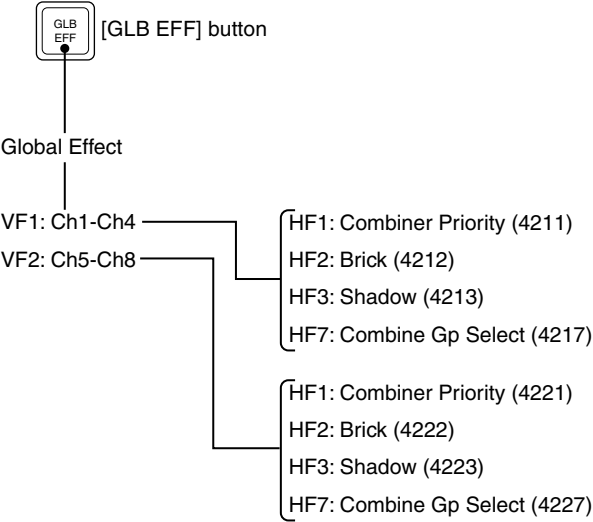 GLB
EFF
[GLB EFF] button
Global Effect
VF1: Ch1-Ch4
VF2: Ch5-Ch8
HF1: Combiner Priority (4211)
HF2: Brick (4212)
HF3: Shadow (4213)
HF7: Combine Gp Select (4217)
HF1: Combiner Priority (4221)
HF2: Brick (4222)
HF3: Shadow (4223)
HF7: Combine Gp Select (4227)